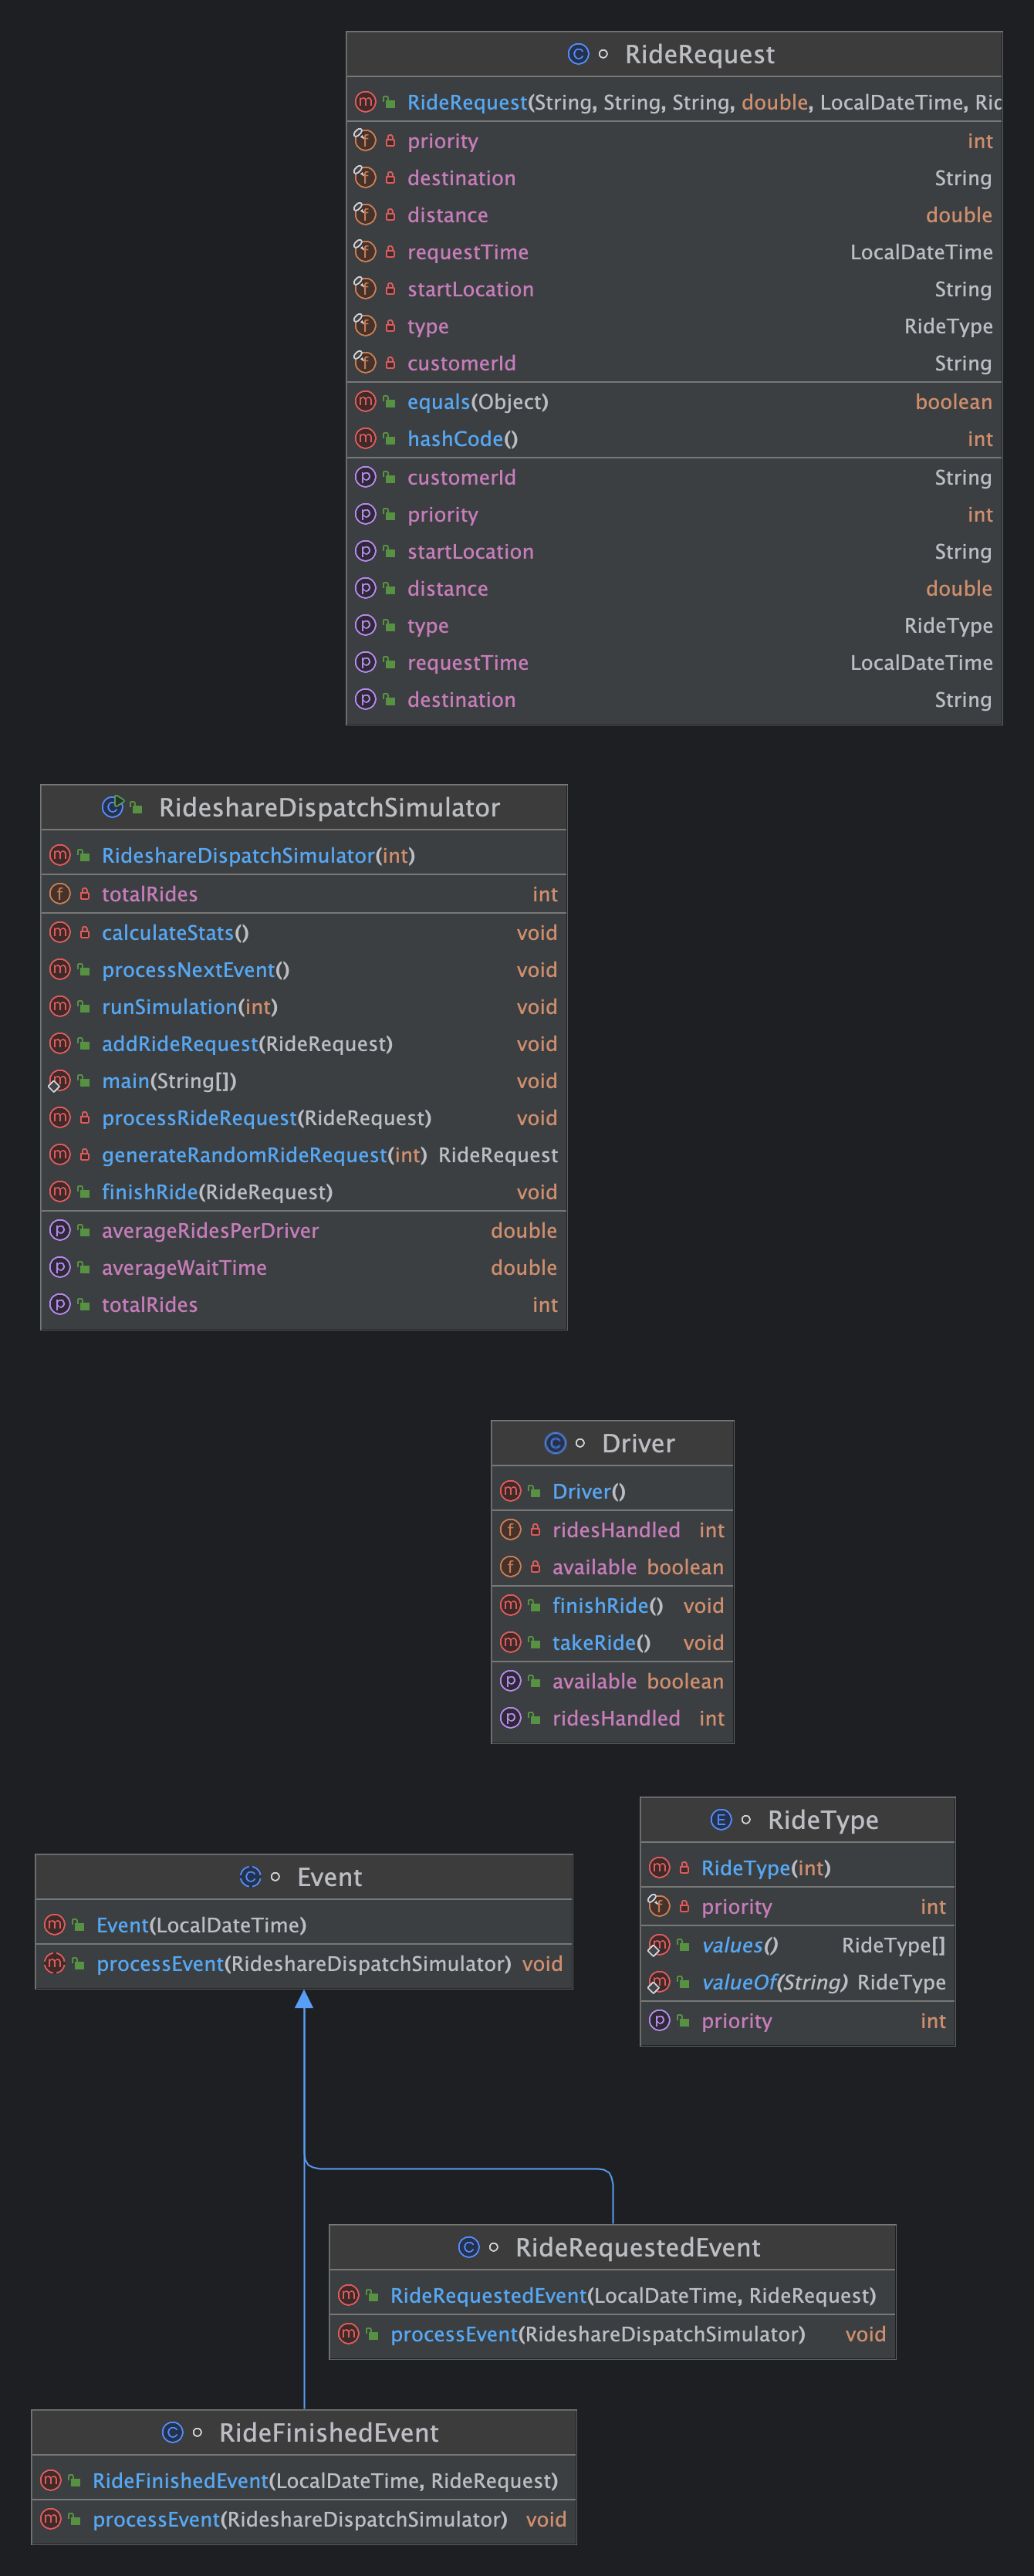 RideRequest
RideRequest(String, String, String, double, LocalDateTime, Ric
priority int
destination String
distance double
requestTime LocalDateTime
startLocation String
type RideType
customerId String
equals(Object) boolean
hashCode() int
customerId String
priority int
startLocation String
distance double
type RideType
requestTime LocalDateTime
destination String
RideshareDispatchSimulator
RideshareDispatchSimulator(int)
totalRides int
calculateStats() void
processNextEvent() void
runSimulation(int) void
addRideRequest(RideRequest) void
main(String[]) void
processRideRequest(RideRequest) void
generateRandomRideRequest(int) RideRequest
finishRide(RideRequest) void
averageRidesPerDriver double
averageWaitTime double
totalRides int
Driver
Driver()
ridesHandled int
available boolean
finishRide() void
takeRide() void
available boolean
ridesHandled int
RideType
RideType(int)
priority int
values() RideType[]
valueOf(String) RideType
priority int
Event
Event(LocalDateTime)
processEvent(RideshareDispatchSimulator) void
RideRequestedEvent
RideRequestedEvent(LocalDateTime, RideRequest)
processEvent(RideshareDispatchSimulator) void
RideFinishedEvent
RideFinishedEvent(LocalDateTime, RideRequest)
processEvent(RideshareDispatchSimulator) void